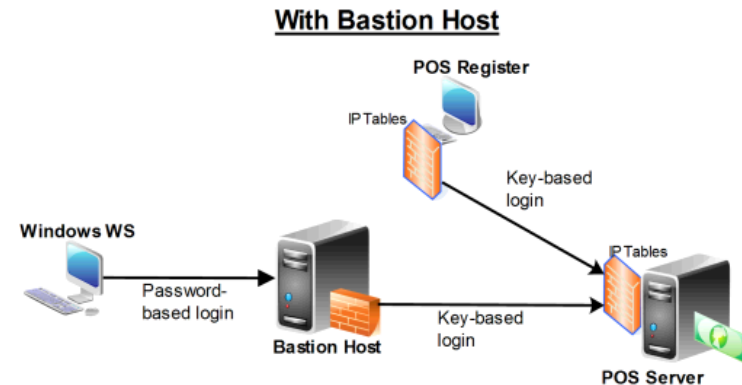 With Bastion Host
POS Register
IP Tables
Key-based
login
Windows WS
IP Tables
Password-
based login
Key-based
login
Bastion Host
POS Server